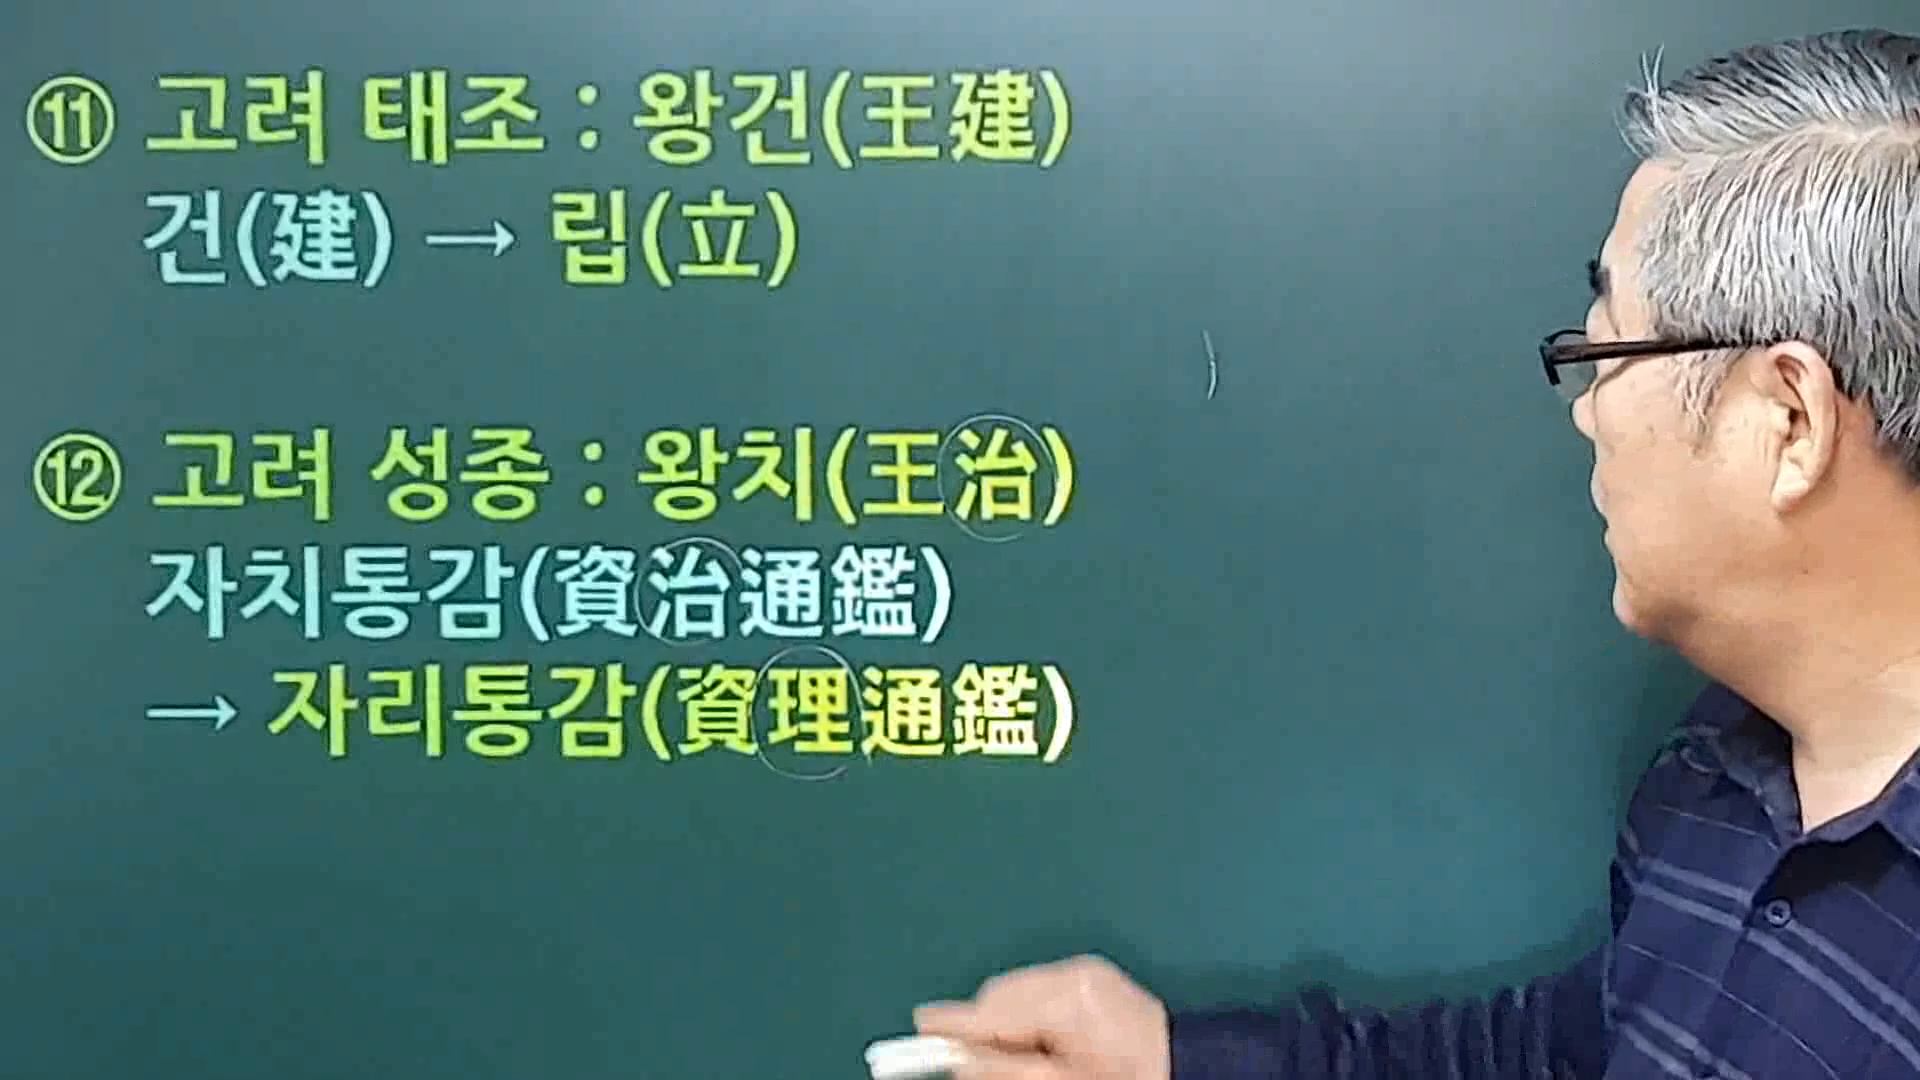 ⑪ 고려 태조 : 왕건(王建)
건(建) → 립(立)
⑫ 고려 성종 : 왕치(王治)
자치통감(資治通鑑)
→ 자리통감(資理通鑑)